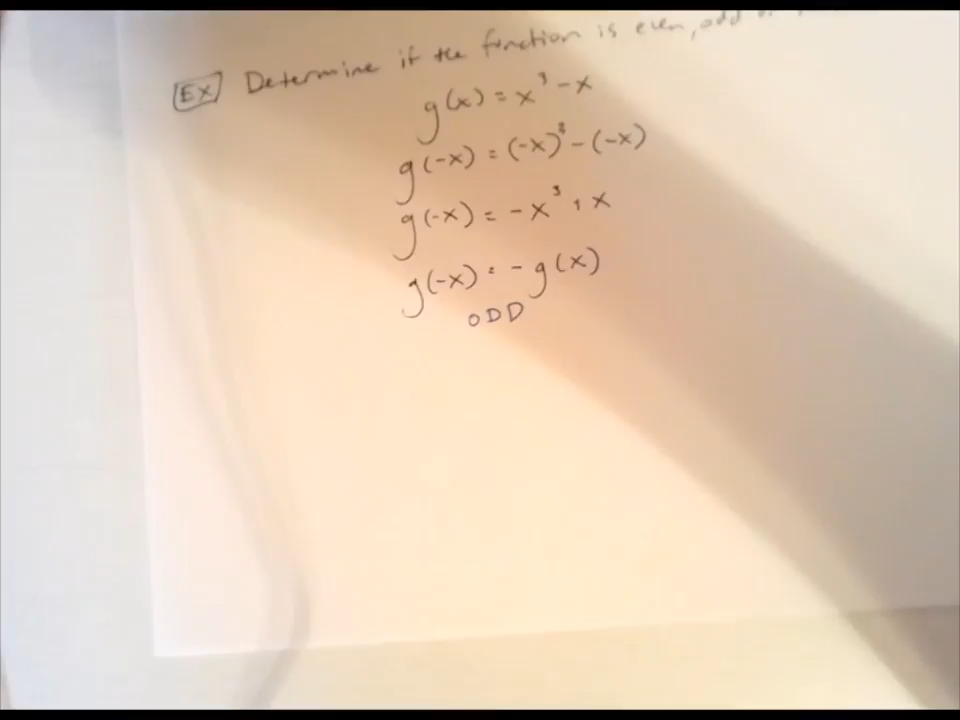 Ex Determine if the function is even, odd
g(x) = x³ - x
g(-x) = (-x)³ - (-x)
g(-x) = - x³ + x
g(-x) = - g(x)
ODD